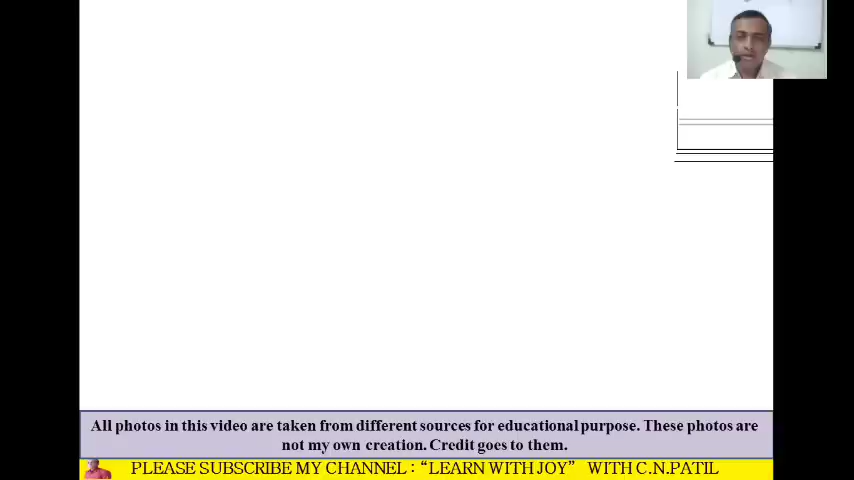 All photos in this video are taken from different sources for educational purpose. These photos are
not my own creation. Credit goes to them.
PLEASE SUBSCRIBE MY CHANNEL : “LEARN WITH JOY” WITH C.N.PATIL